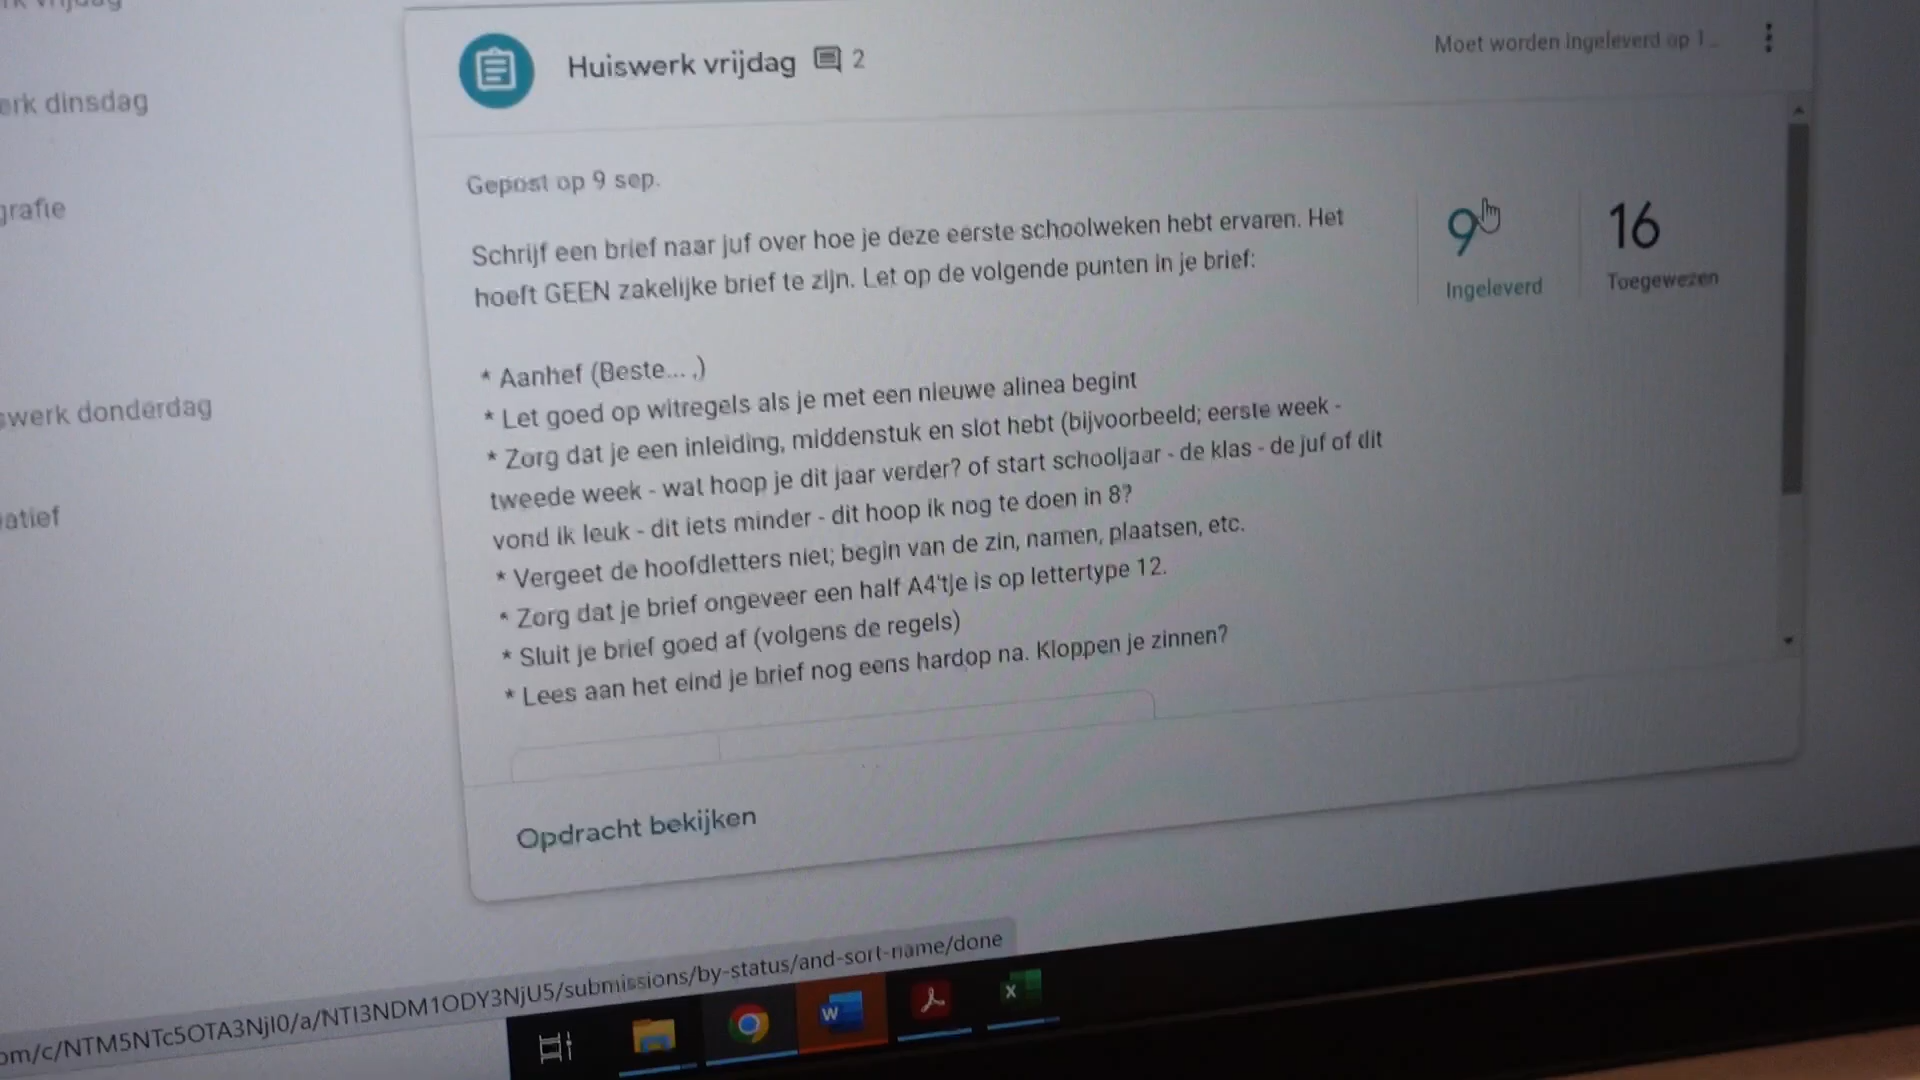 erk dinsdag
grafie
swerk donderdag
atief
Huiswerk vrijdag 2
Moet worden ingeleverd op 1...
Gepost op 9 sep.
Schrijf een brief naar juf over hoe je deze eerste schoolweken hebt ervaren. Het
hoeft GEEN zakelijke brief te zijn. Let op de volgende punten in je brief:
9
Ingeleverd
16
Toegewezen
* Aanhef (Beste... ,)
* Let goed op witregels als je met een nieuwe alinea begint
* Zorg dat je een inleiding, middenstuk en slot hebt (bijvoorbeeld; eerste week -
tweede week - wat hoop je dit jaar verder? of start schooljaar - de klas - de juf of dit
vond ik leuk - dit iets minder - dit hoop ik nog te doen in 8?
* Vergeet de hoofdletters niet; begin van de zin, namen, plaatsen, etc.
* Zorg dat je brief ongeveer een half A4'tje is op lettertype 12.
* Sluit je brief goed af (volgens de regels)
* Lees aan het eind je brief nog eens hardop na. Kloppen je zinnen?
Opdracht bekijken
om/c/NTM5NTc5OTA3NjI0/a/NTI3NDM1ODY3NjU5/submissions/by-status/and-sort-name/done
W
X